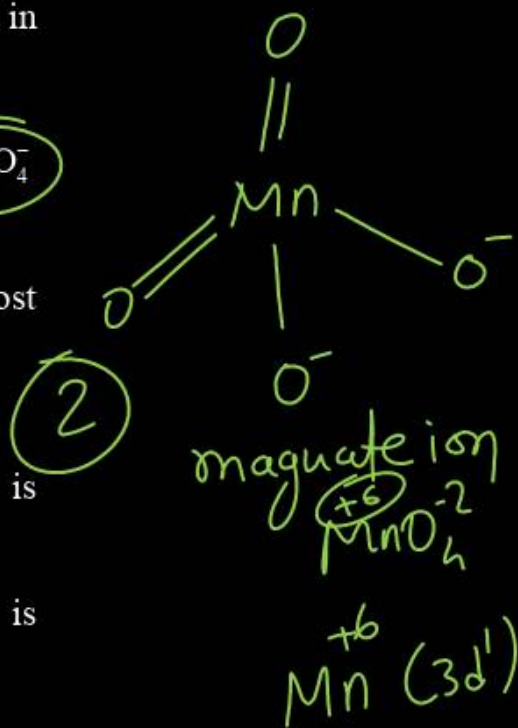 in
O
O₄⁻
Mn
O⁻
ost
O
O⁻
2
maguate ion
is
+6
MnO₄⁻²
is
+6
Mn (3d¹)